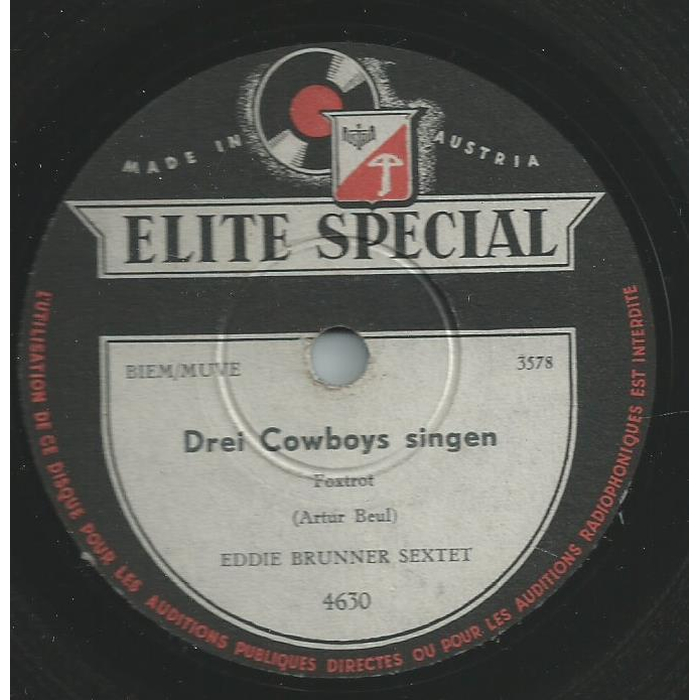 MADE IN AUSTRIA
ELITE SPECIAL
BIEM/MUVE 3578
Drei Cowboys singen
Foxtrot
(Artur Beul)
EDDIE BRUNNER SEXTET
4630
L'UTILISATION DE CE DISQUE POUR LES AUDITIONS PUBLIQUES DIRECTES OU POUR LES AUDITIONS RADIOPHONIQUES EST INTERDITE